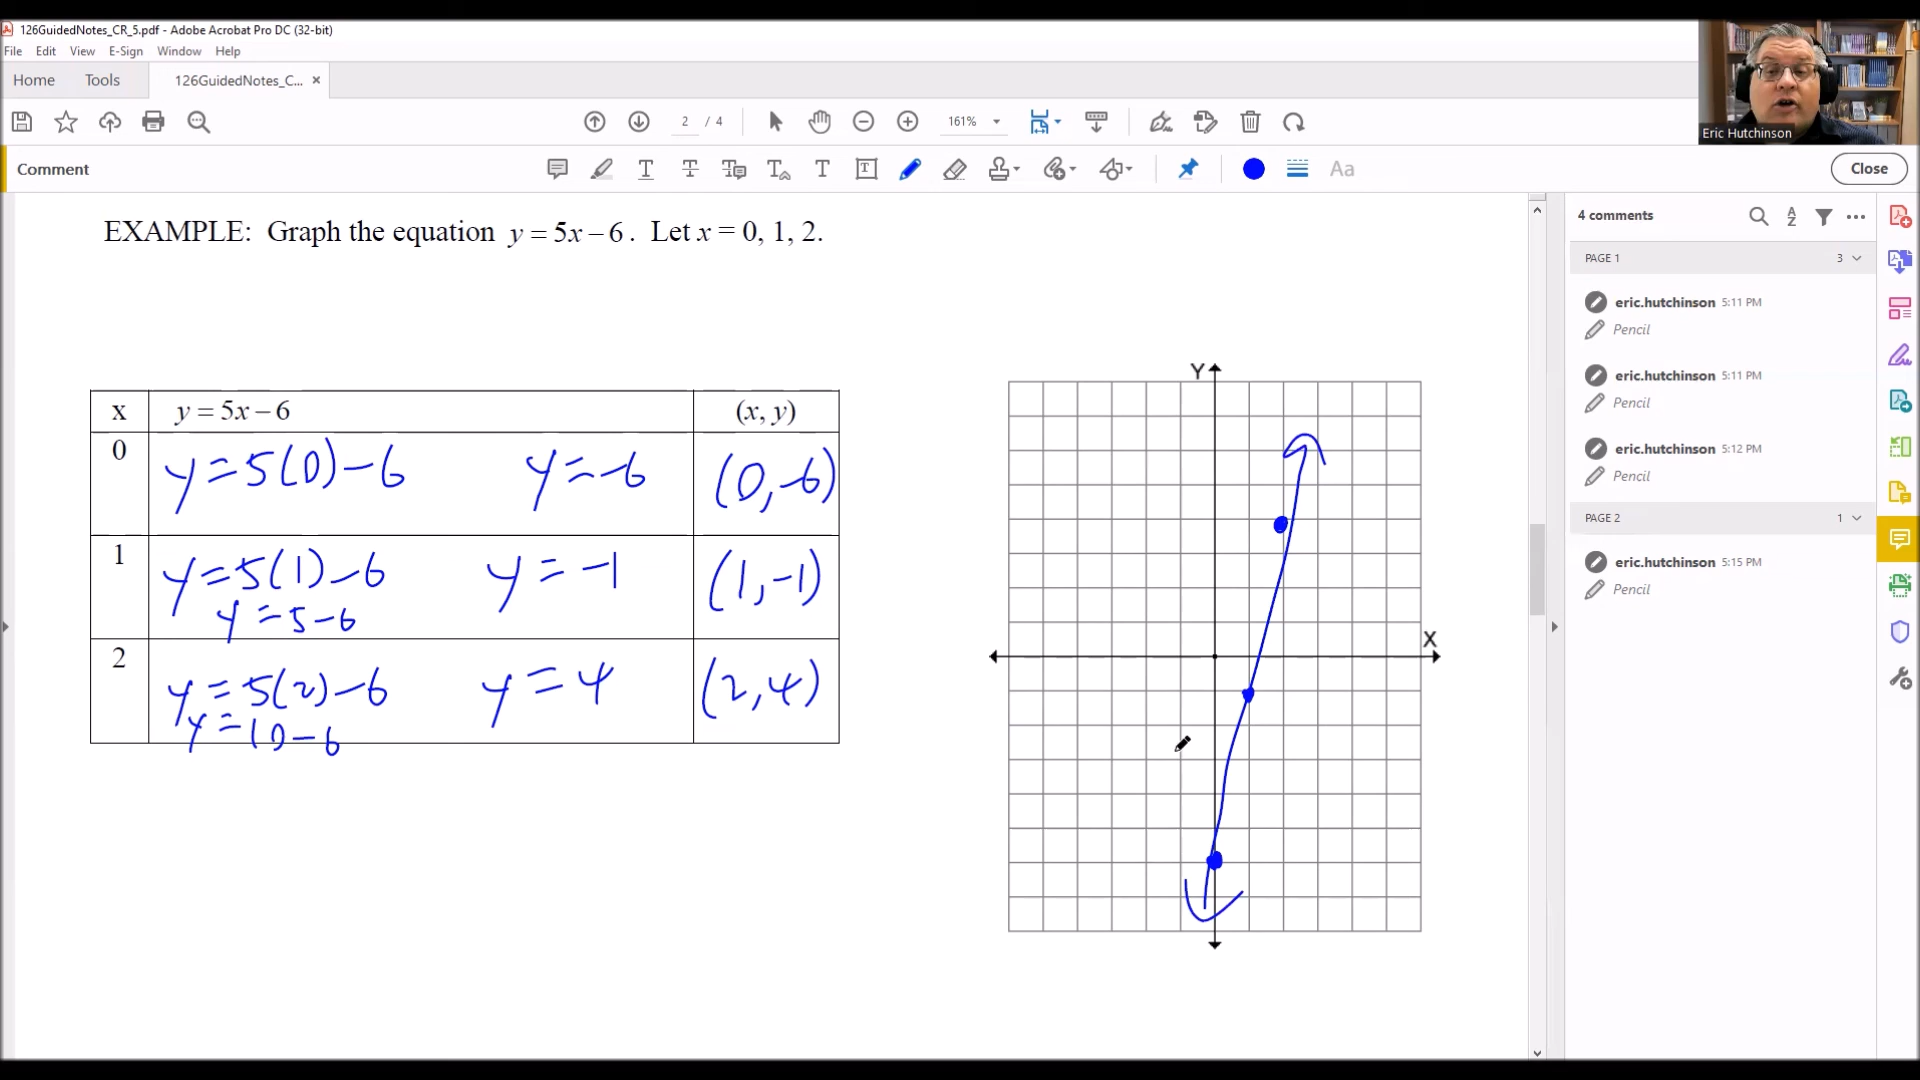 126GuidedNotes_CR_5.pdf - Adobe Acrobat Pro DC (32-bit)
File Edit View E-Sign Window Help
Home Tools 126GuidedNotes_C... ×
2 / 4 161%
Eric Hutchinson
Comment
Aa
Close
EXAMPLE: Graph the equation y = 5x – 6. Let x = 0, 1, 2.
x y = 5x – 6 (x, y)
0 y = 5(0) – 6 y = –6 (0, –6)
1 y = 5(1) – 6 y = –1 (1, –1)
y = 5 – 6
2 y = 5(2) – 6 y = 4 (2, 4)
y = 10 – 6
Y
X
4 comments
PAGE 1 3
eric.hutchinson 5:11 PM
Pencil
eric.hutchinson 5:11 PM
Pencil
eric.hutchinson 5:12 PM
Pencil
PAGE 2 1
eric.hutchinson 5:15 PM
Pencil